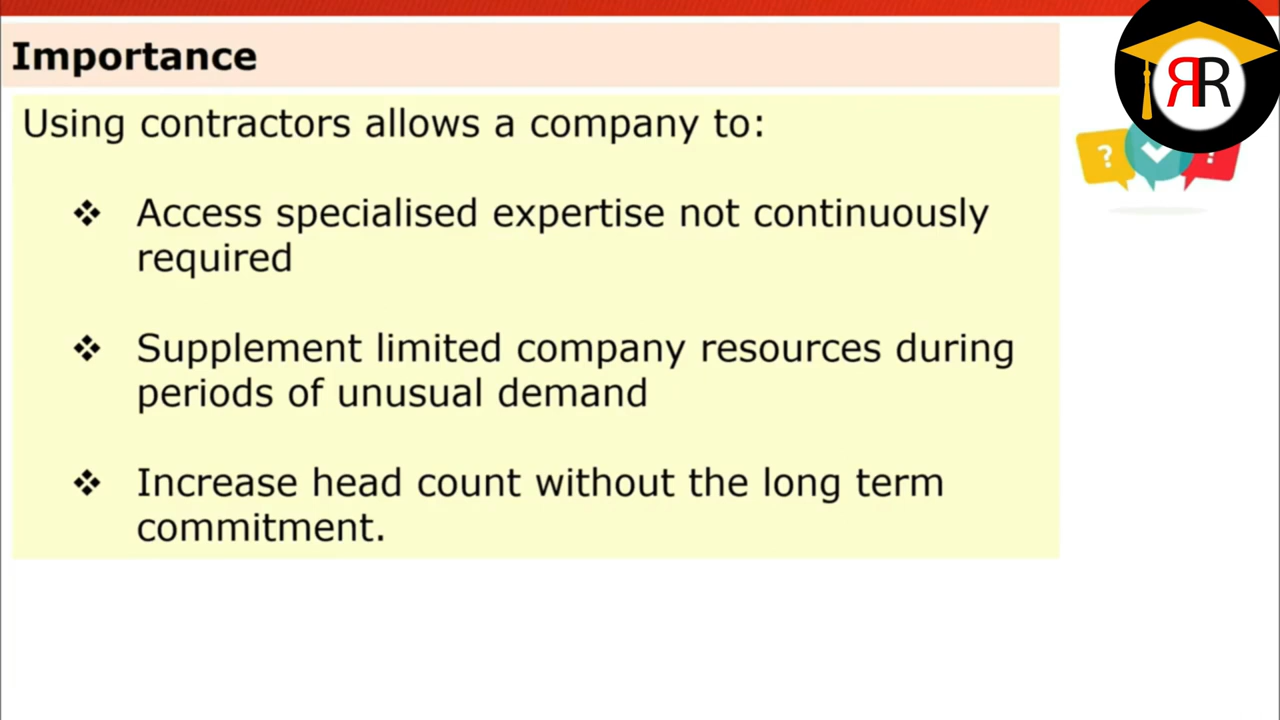 Importance
RR
Using contractors allows a company to:
? ?
❖ Access specialised expertise not continuously
required
❖ Supplement limited company resources during
periods of unusual demand
❖ Increase head count without the long term
commitment.